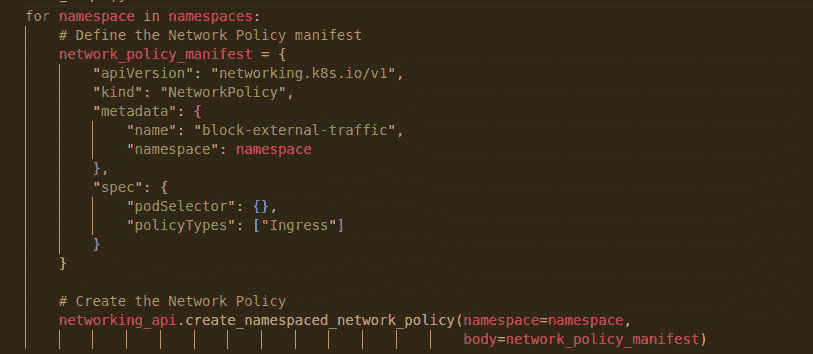 for namespace in namespaces:
    # Define the Network Policy manifest
    network_policy_manifest = {
        "apiVersion": "networking.k8s.io/v1",
        "kind": "NetworkPolicy",
        "metadata": {
            "name": "block-external-traffic",
            "namespace": namespace
        },
        "spec": {
            "podSelector": {},
            "policyTypes": ["Ingress"]
        }
    }
    # Create the Network Policy
    networking_api.create_namespaced_network_policy(namespace=namespace,
                                                    body=network_policy_manifest)